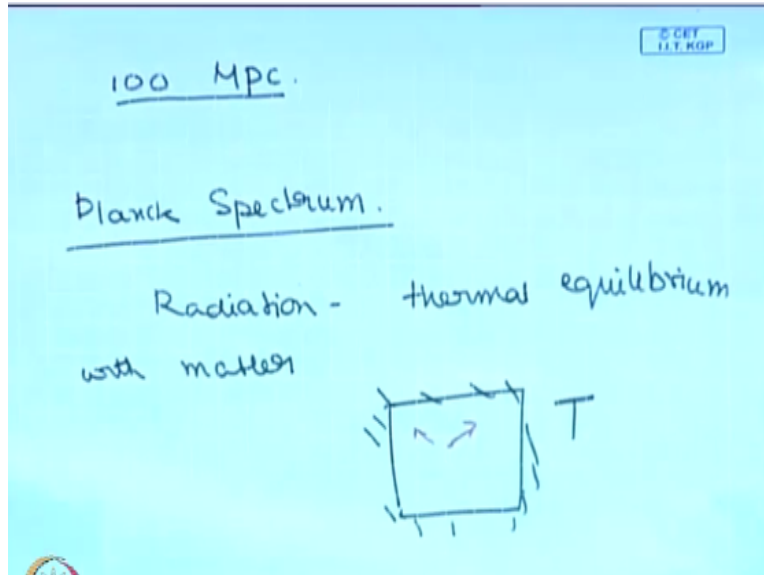 © CET
I.I.T. KGP
100 Mpc.
Planck Spectrum.
Radiation - thermal equilibrium
with matter
T